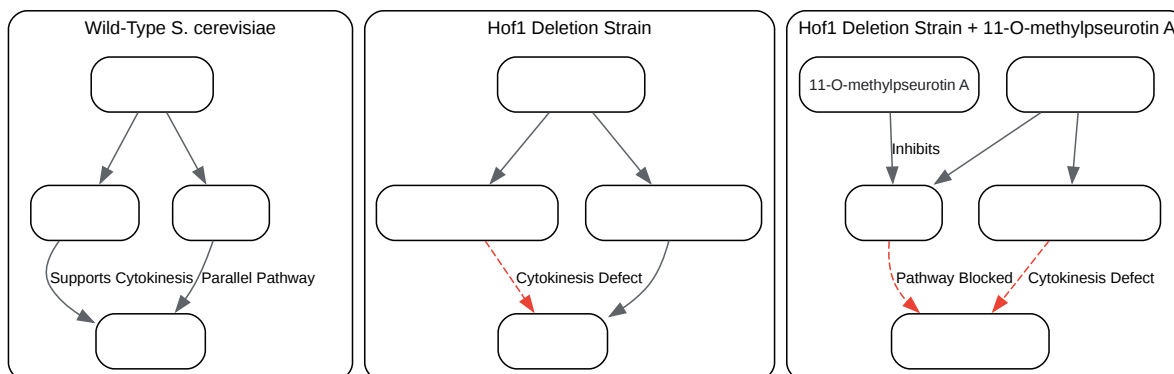 Wild-Type S. cerevisiae
Supports Cytokinesis
Parallel Pathway
Hof1 Deletion Strain
Cytokinesis Defect
Hof1 Deletion Strain + 11-O-methylpseurotin A
11-O-methylpseurotin A
Inhibits
Pathway Blocked
Cytokinesis Defect